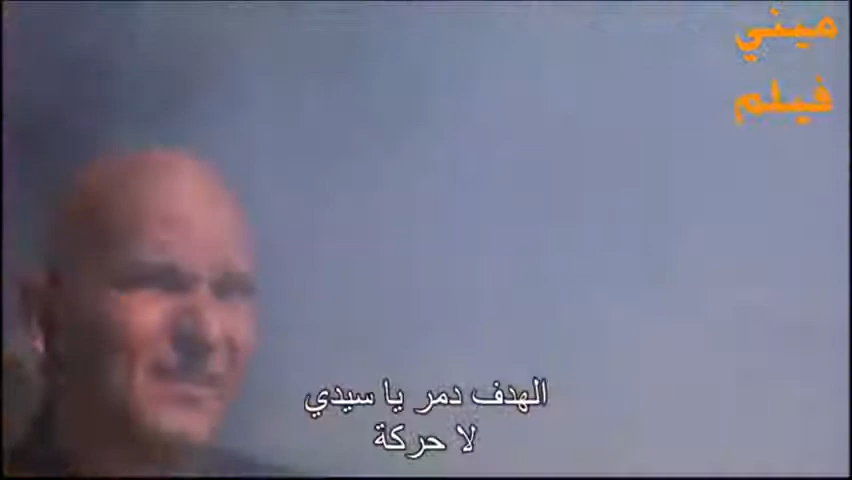 ميني
فيلم
الهدف دمر يا سيدي
لا حركة